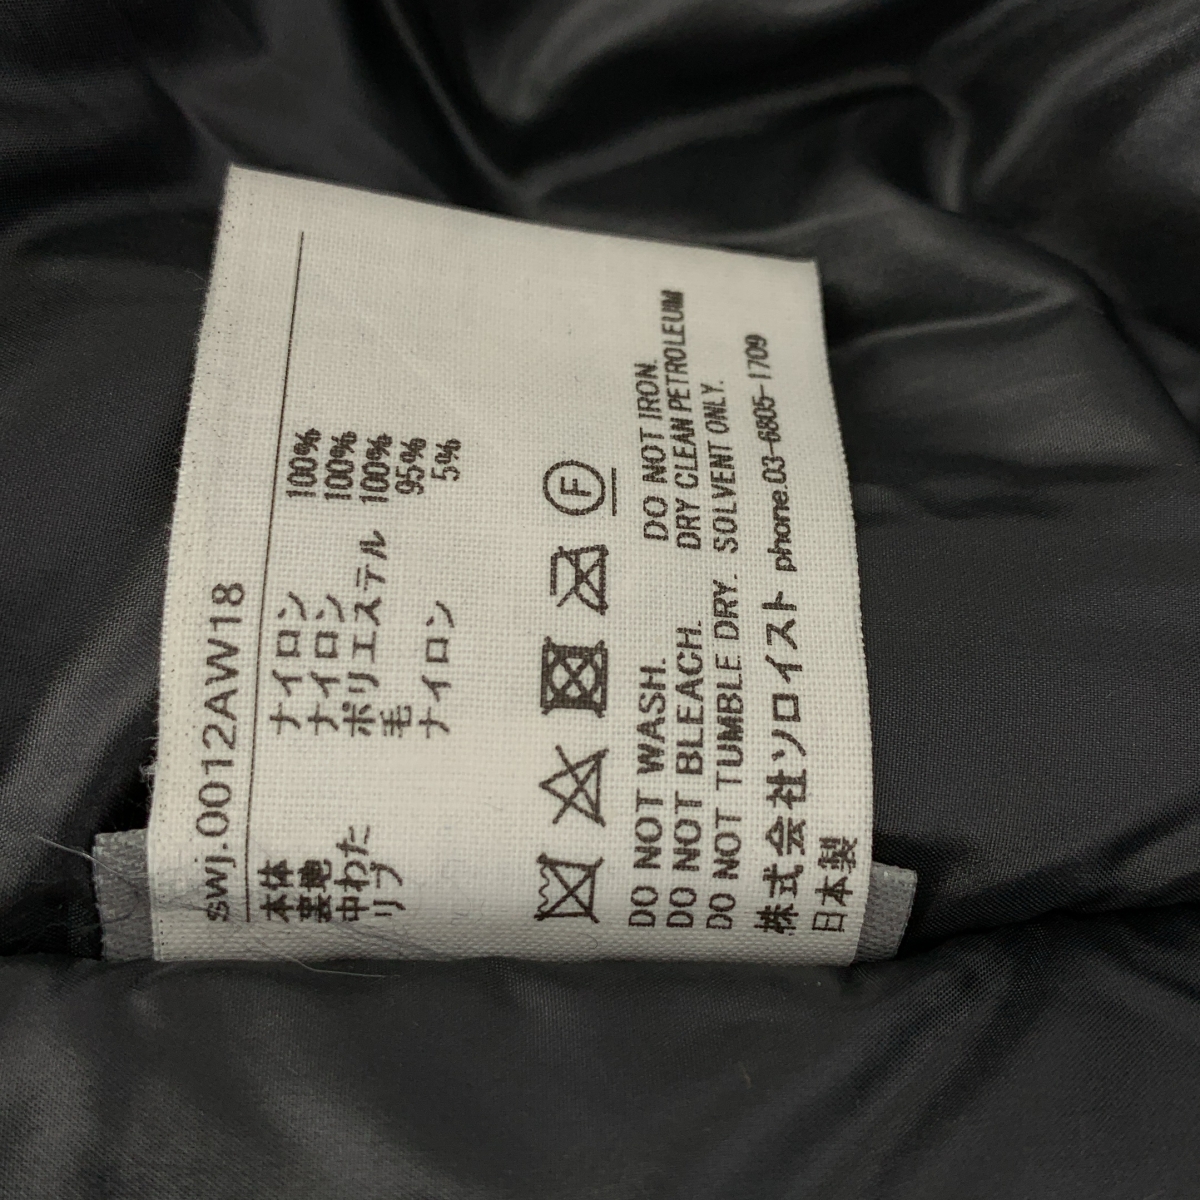 swj.0012AW18
本体 ナイロン 100%
裏地 ナイロン 100%
中わた ポリエステル 100%
リブ 毛 95%
ナイロン 5%
F
DO NOT WASH. DO NOT IRON.
DO NOT BLEACH. DRY CLEAN PETROLEUM
DO NOT TUMBLE DRY. SOLVENT ONLY.
株式会社ソロイスト phone.03-6805-1709
日本製